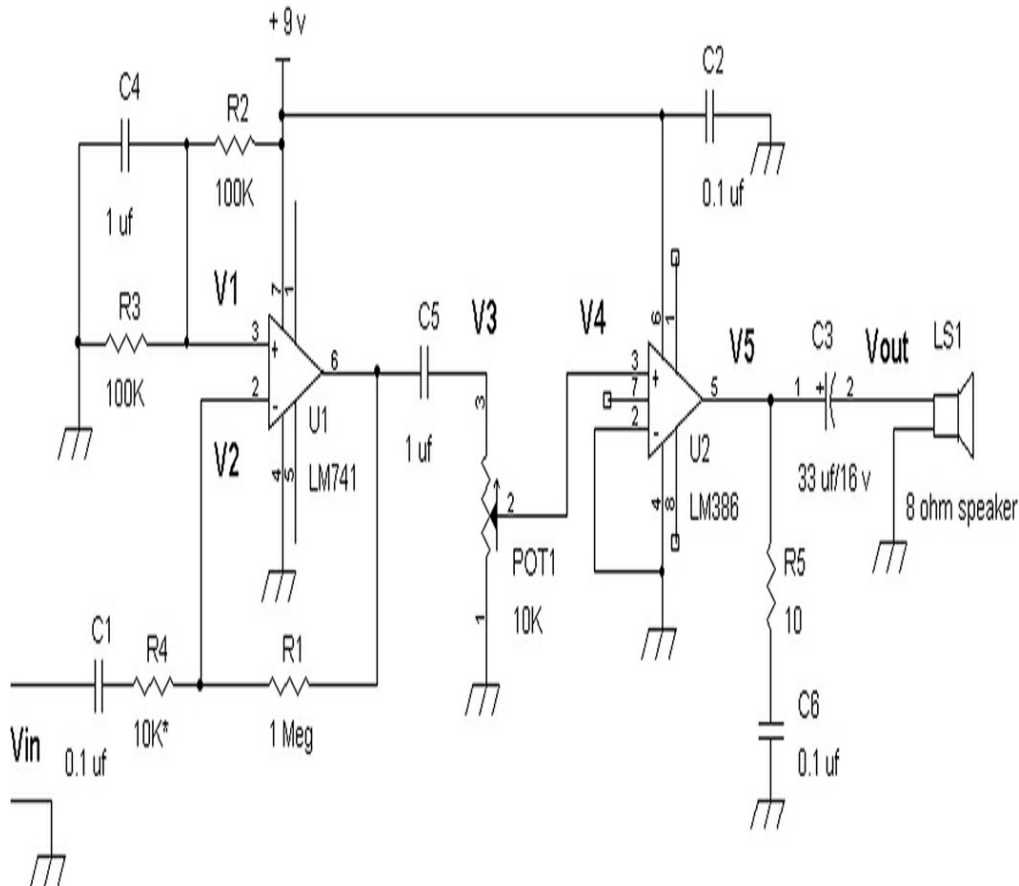 + 9 v
C4
R2
100K
1 uf
C2
0.1 uf
R3
100K
V1
7
1
3
+
2
-
6
4
5
U1
LM741
V2
C5
1 uf
V3
3
2
1
POT1
10K
V4
6
1
3
+
7
2
-
5
4
8
U2
LM386
V5
C3
1
+
2
33 uf/16 v
Vout
LS1
8 ohm speaker
R5
10
C6
0.1 uf
C1
0.1 uf
R4
10K*
R1
1 Meg
Vin